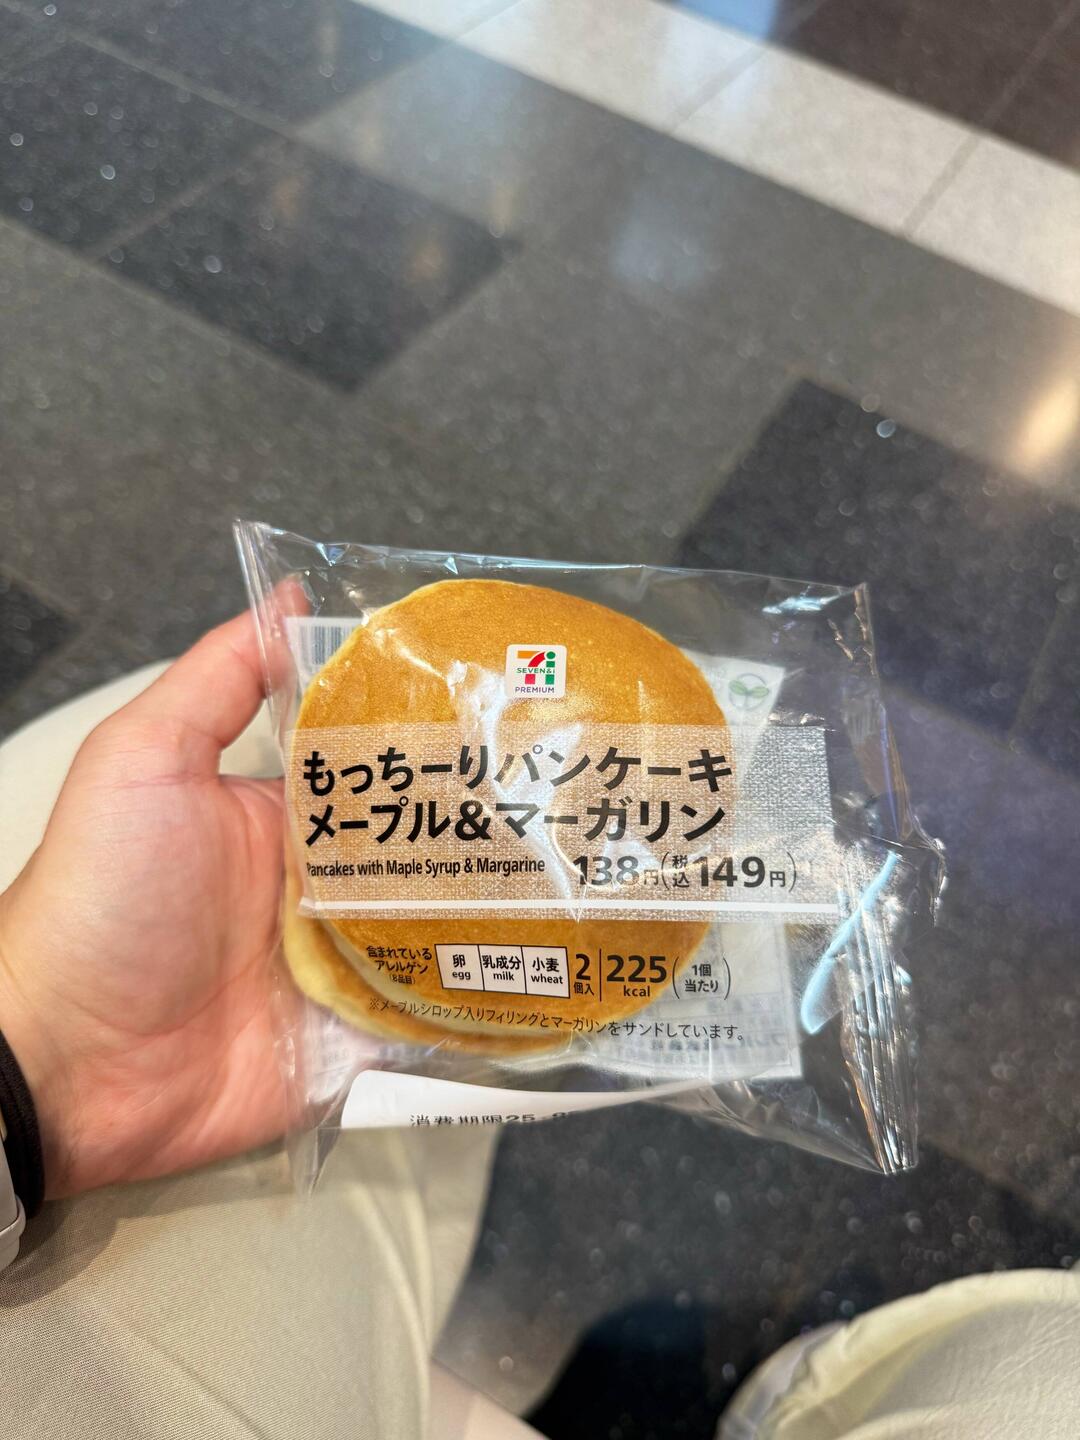 SEVEN&i
PREMIUM
もっちーりパンケーキ
メープル&マーガリン
Pancakes with Maple Syrup & Margarine 138円(税込149円)
含まれているアレルゲン(8品目) 卵 egg 乳成分 milk 小麦 wheat 2個入 225kcal (1個当たり)
※メープルシロップ入りフィリングとマーガリンをサンドしています。
消費期限25.